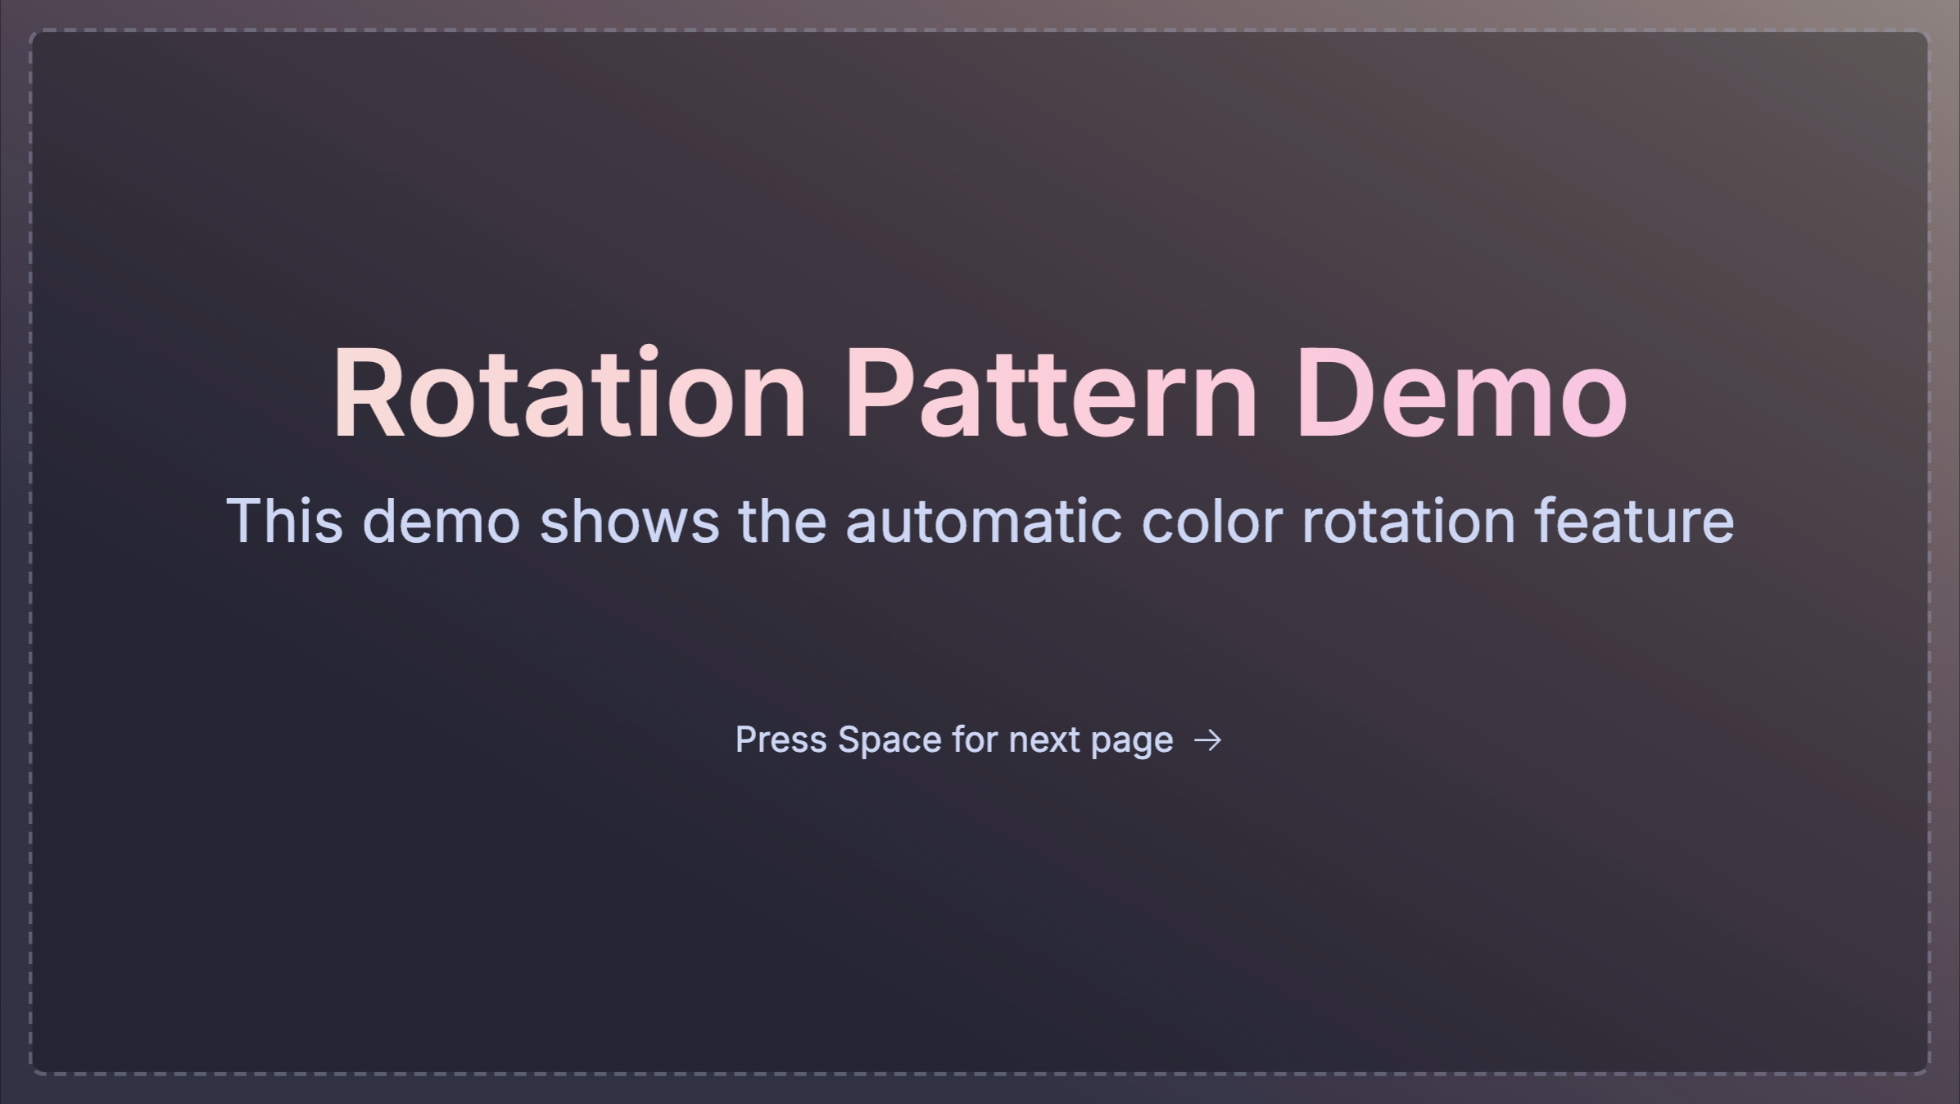 Rotation Pattern Demo
This demo shows the automatic color rotation feature
Press Space for next page →